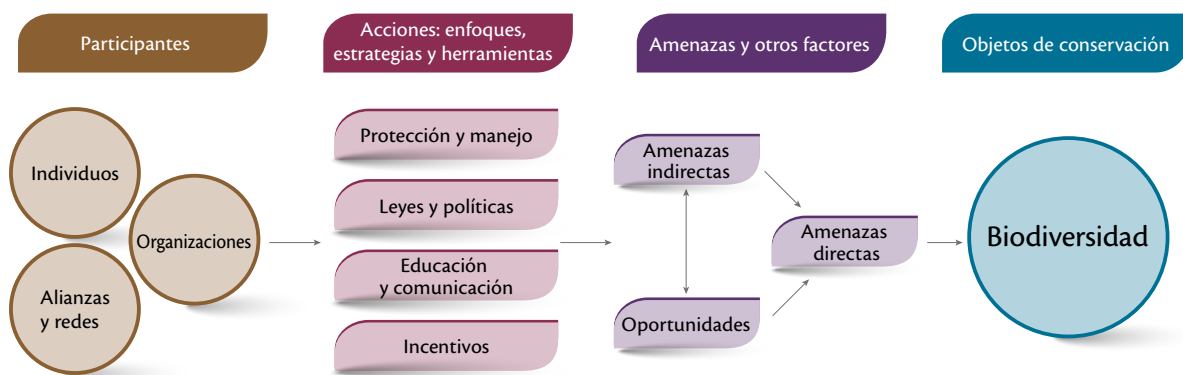 Participantes
Acciones: enfoques,
estrategias y herramientas
Amenazas y otros factores
Objetos de conservación
Individuos
Organizaciones
Alianzas
y redes
Protección y manejo
Leyes y políticas
Educación
y comunicación
Incentivos
Amenazas
indirectas
Oportunidades
Amenazas
directas
Biodiversidad